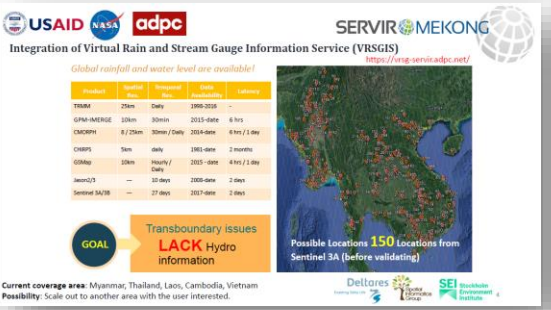 USAID NASA adpc SERVIR MEKONG
Integration of Virtual Rain and Stream Gauge Information Service (VRSGIS)
https://vrsg-servir.adpc.net/
Global rainfall and water level are available!
Product Spatial Res. Temporal Res. Data Availability Latency
TRMM 25km Daily 1998-2016 -
GPM-IMERGE 10km 30min 2015-date 6 hrs
CMORPH 8 / 25km 30min / Daily 2014-date 6 hrs / 1 day
CHIRPS 5km daily 1981-date 2 months
GSMap 10km Hourly / Daily 2015 - date 4 hrs / 1 day
Jason2/3 — 10 days 2008-date 2 days
Sentinel 3A/3B — 27 days 2017-date 2 days
GOAL
Transboundary issues
LACK Hydro
information
Possible Locations 150 Locations from
Sentinel 3A (before validating)
Current coverage area: Myanmar, Thailand, Laos, Cambodia, Vietnam
Possibility: Scale out to another area with the user interested.
Deltares
Spatial Informatics Group
SEI Stockholm Environment Institute